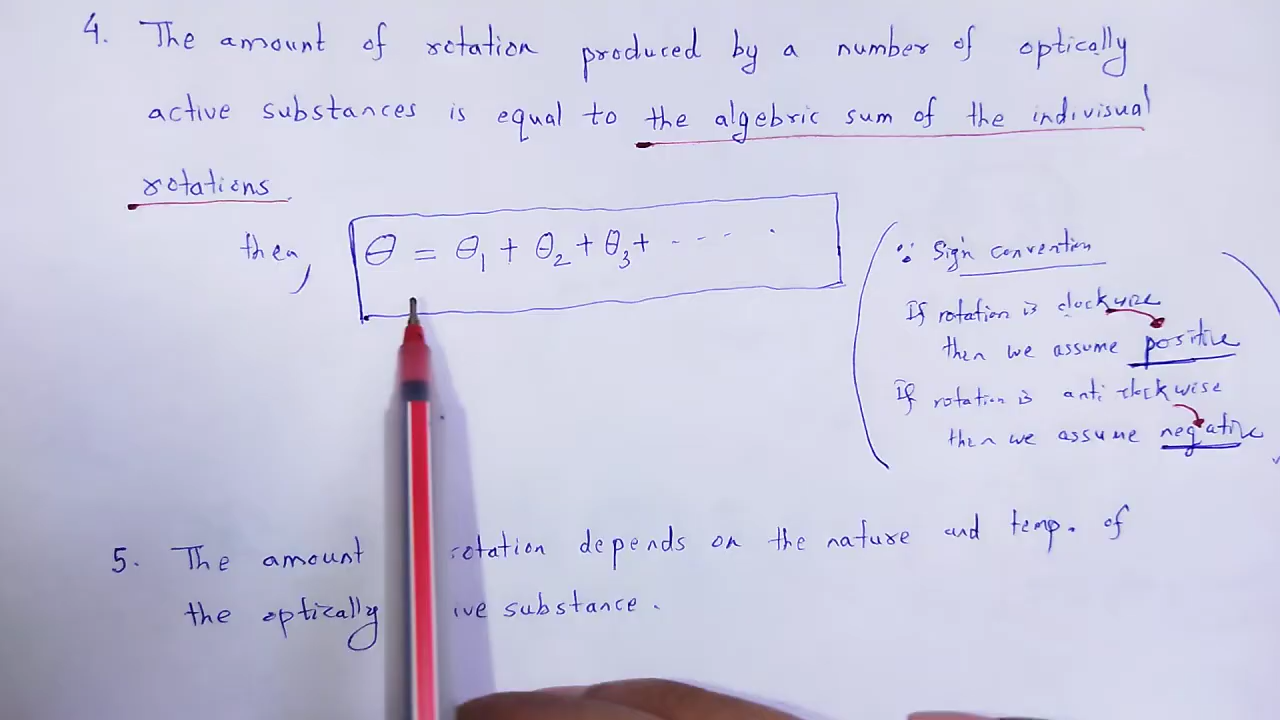 4. The amount of rotation produced by a number of optically
active substances is equal to the algebric sum of the indivisual
rotations
then, θ = θ₁ + θ₂ + θ₃ + - - - - .
∵ Sign convention
If rotation is clockwise
then we assume positive
If rotation is anti clockwise
then we assume negative
5. The amount rotation depends on the nature and temp. of
the optically ive substance.